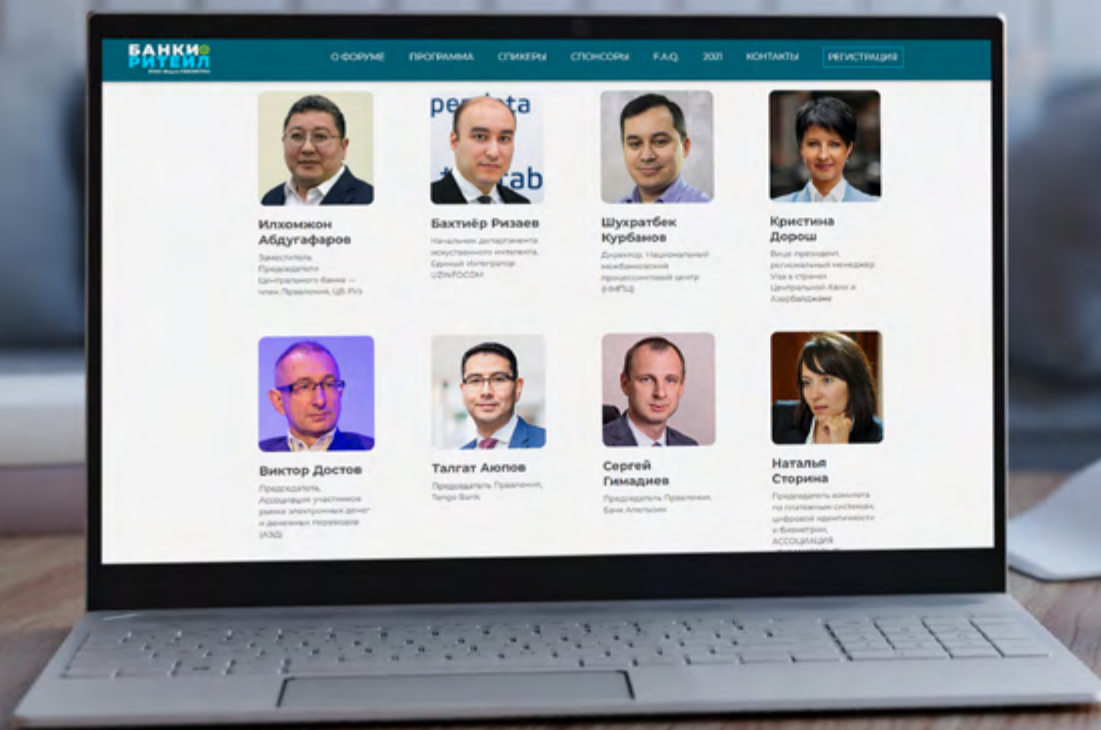 БАНКИ
РИТЕЙЛ
О ФОРУМЕ ПРОГРАММА СПИКЕРЫ СПОНСОРЫ F.A.Q. 2021 КОНТАКТЫ РЕГИСТРАЦИЯ
Илхомжон
Абдугафаров
Заместитель
Председателя
Центрального банка —
член Правления, ЦБ РУз
Бахтиёр Ризаев
Начальник департамента
искуственного интелекта,
Единый Интегратор
UZINFOCOM
Шухратбек
Курбанов
Директор, Национальный
межбанковский
процессинговый центр
(НМПЦ)
Кристина
Дорош
Вице-президент,
региональный менеджер
Visa в странах
Центральной Азии и
Азербайджане
Виктор Достов
Председатель,
Ассоциация участников
рынка электронных денег
и денежных переводов
(АЭД)
Талгат Аюпов
Председатель Правления,
Tenge Bank
Сергей
Гимадиев
Председатель Правления,
Банк Апельсин
Наталья
Сторина
Председатель комитета
по платежным системам,
цифровой идентичности
и биометрии,
АССОЦИАЦИЯ